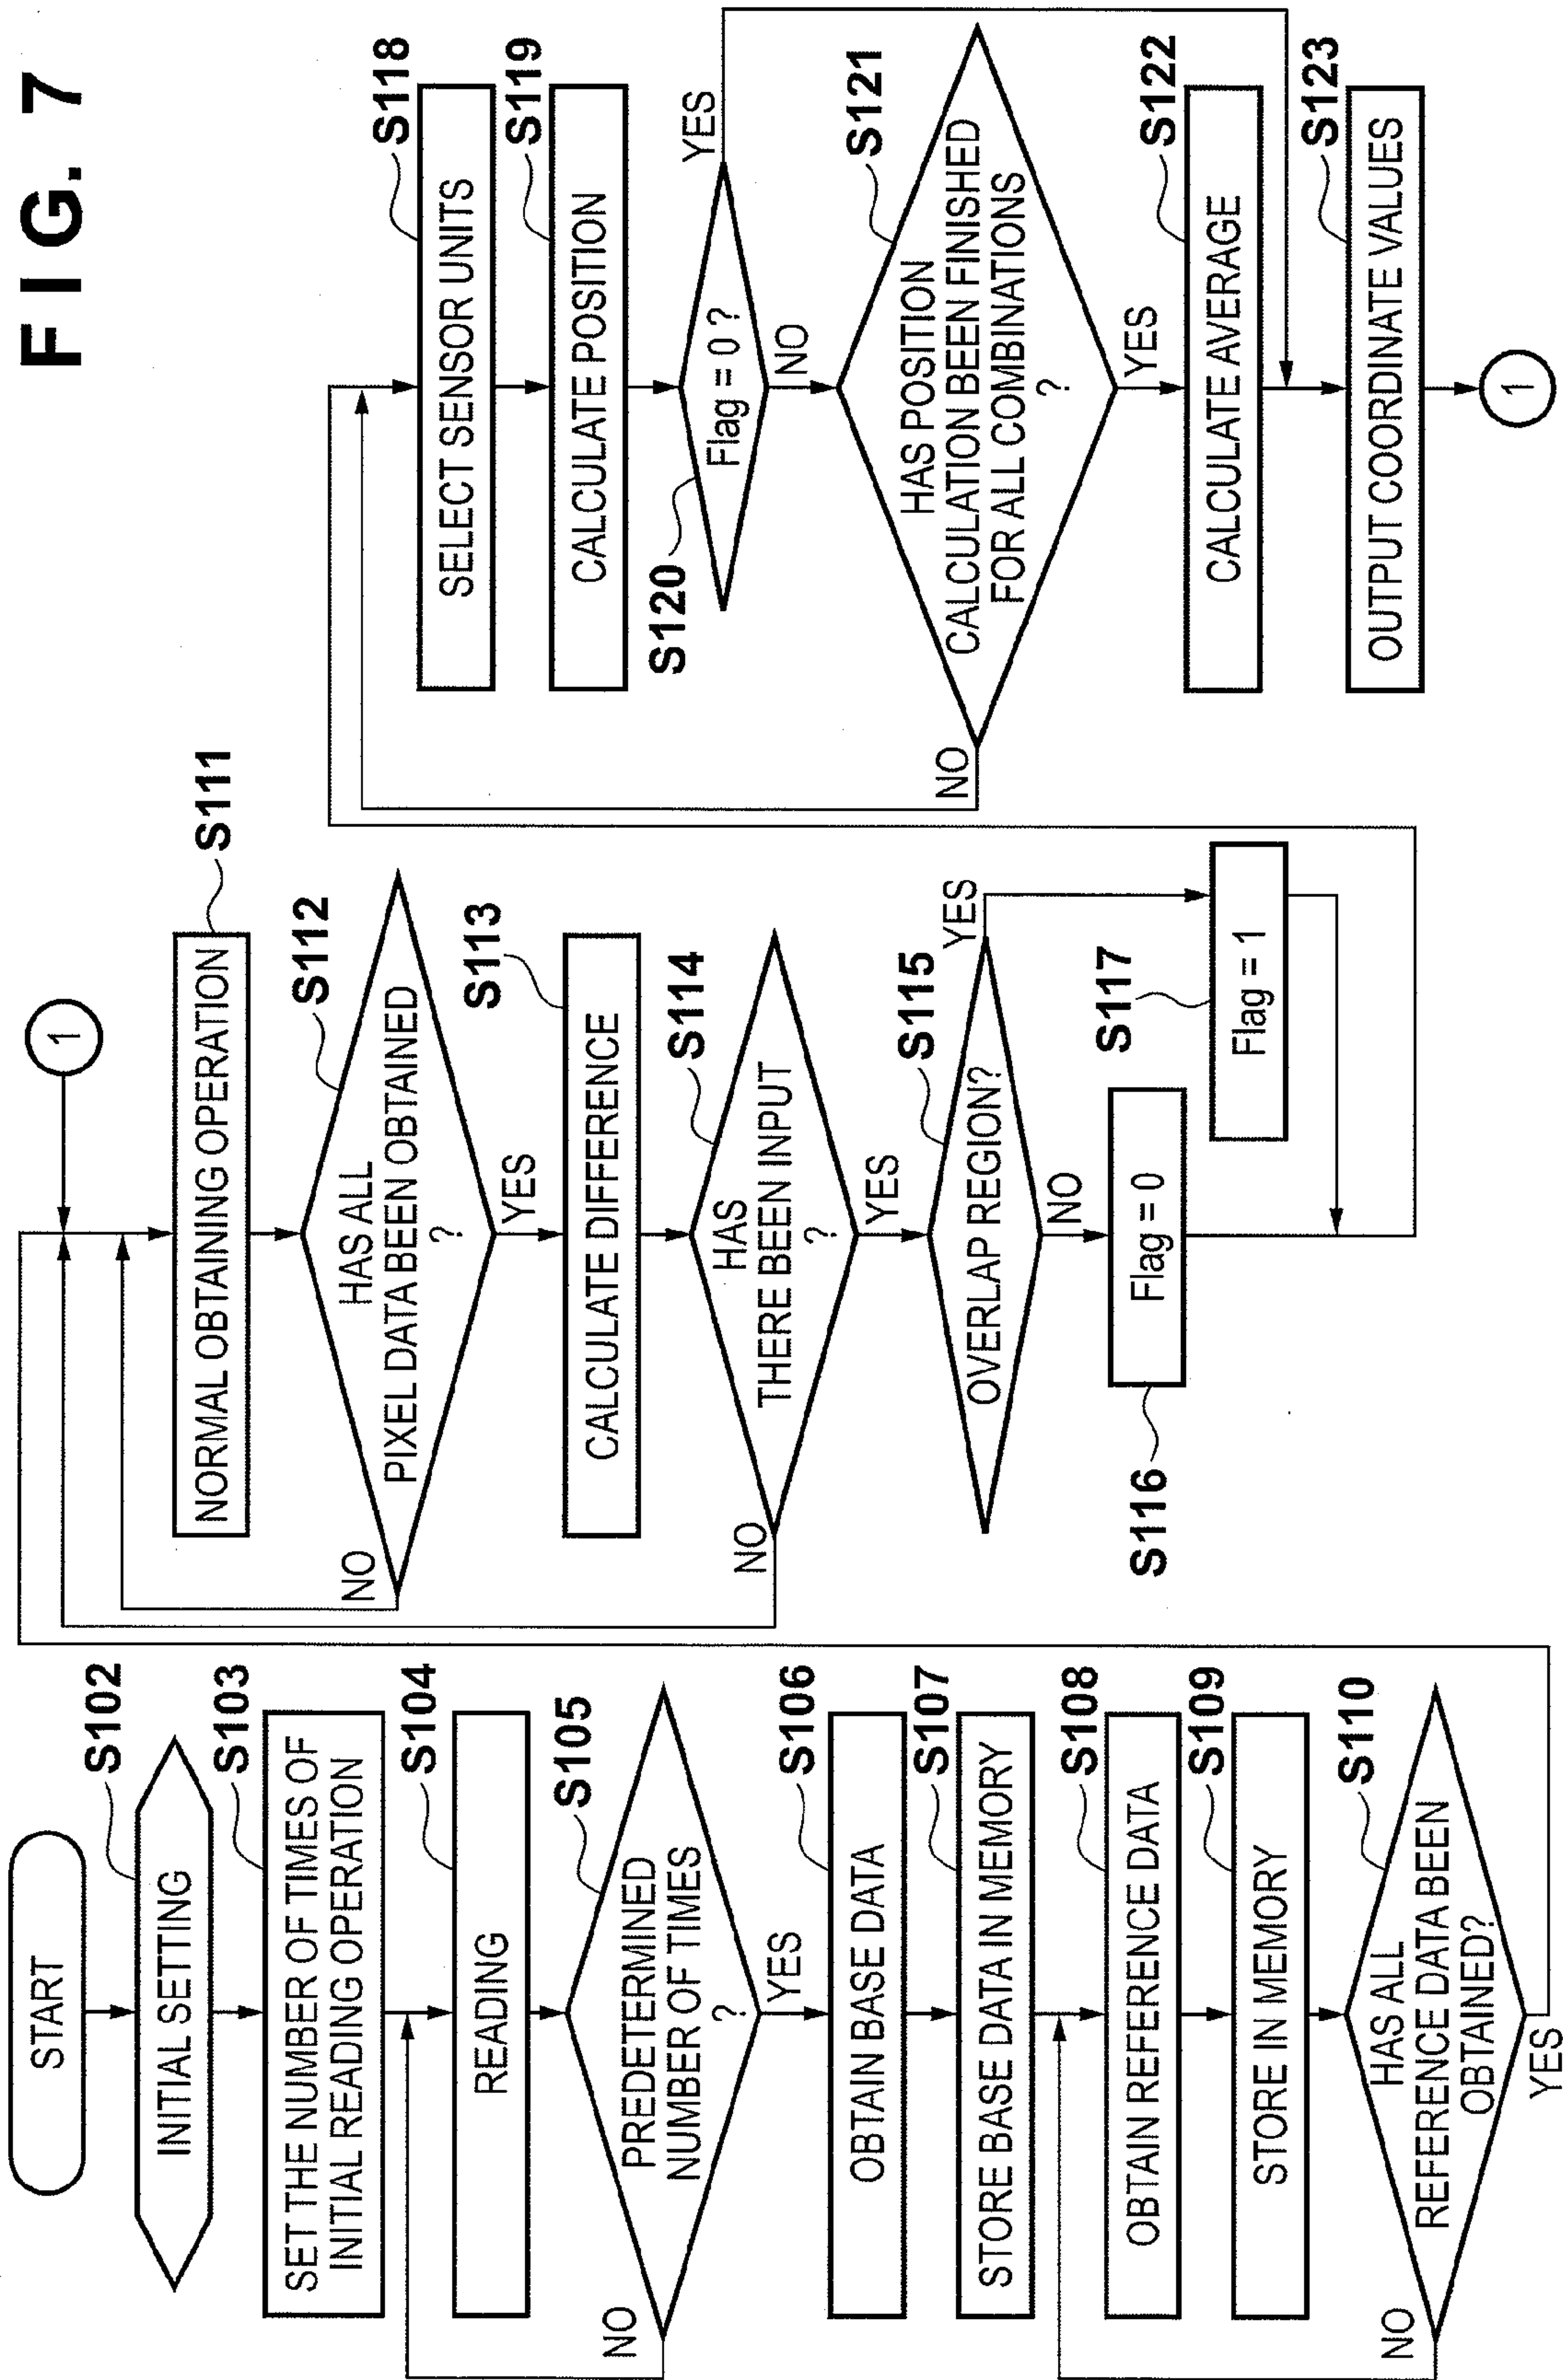 FIG. 7
START
S102
INITIAL SETTING
S103
SET THE NUMBER OF TIMES OF
INITIAL READING OPERATION
S104
READING
S105
PREDETERMINED
NUMBER OF TIMES
?
NO
YES
S106
OBTAIN BASE DATA
S107
STORE BASE DATA IN MEMORY
S108
OBTAIN REFERENCE DATA
S109
STORE IN MEMORY
S110
HAS ALL
REFERENCE DATA BEEN
OBTAINED?
NO
YES
1
S111
NORMAL OBTAINING OPERATION
S112
HAS ALL
PIXEL DATA BEEN OBTAINED
?
NO
YES
S113
CALCULATE DIFFERENCE
S114
HAS
THERE BEEN INPUT
?
NO
YES
S115
OVERLAP REGION?
YES
NO
S116
Flag = 0
S117
Flag = 1
S118
SELECT SENSOR UNITS
S119
CALCULATE POSITION
S120
Flag = 0 ?
YES
NO
S121
HAS POSITION
CALCULATION BEEN FINISHED
FOR ALL COMBINATIONS
?
NO
YES
S122
CALCULATE AVERAGE
S123
OUTPUT COORDINATE VALUES
1